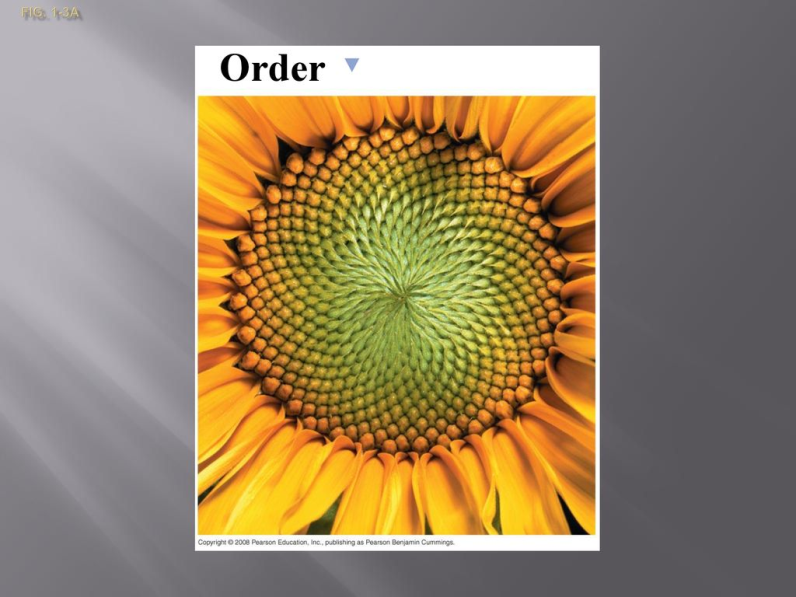 FIG. 1-3A
Order
Copyright © 2008 Pearson Education, Inc., publishing as Pearson Benjamin Cummings.